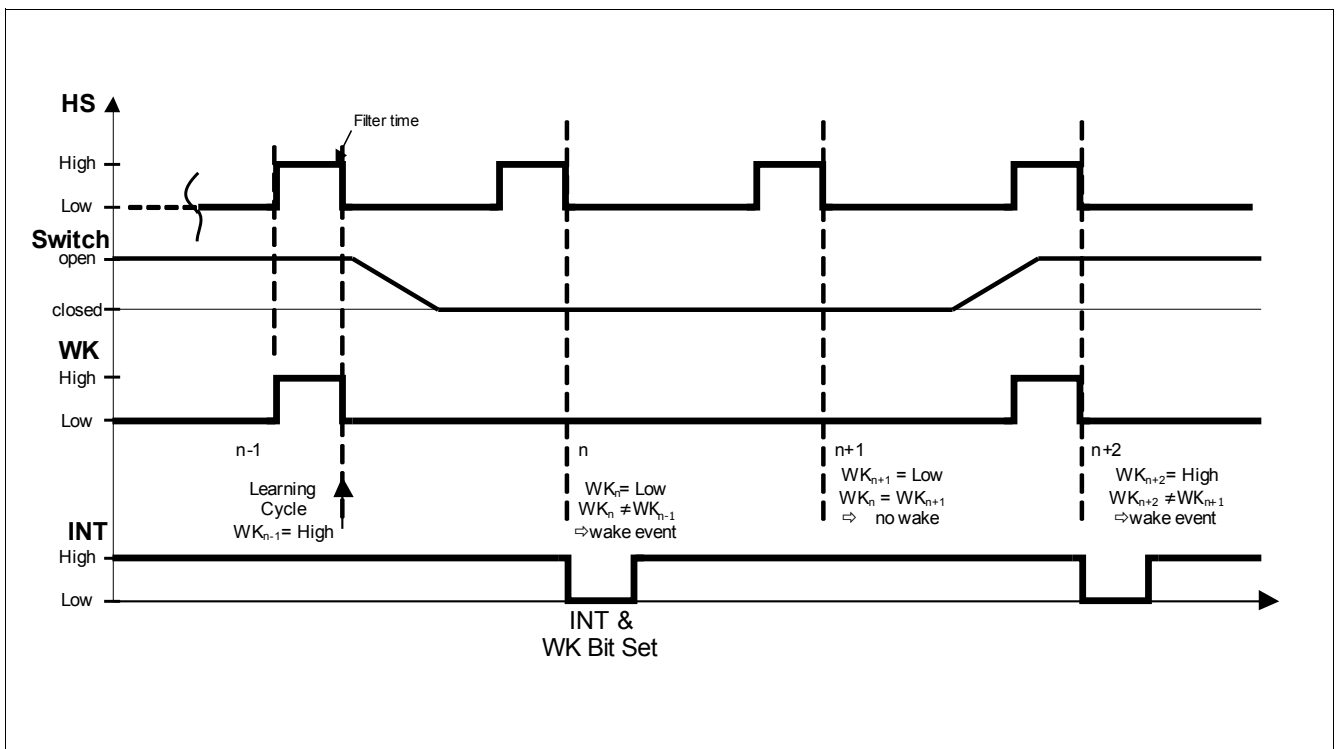 HS
Filter time
High
Low
Switch
open
closed
WK
High
Low
n-1
n
n+1
n+2
Learning
Cycle
WKn-1= High
WKn= Low
WKn ≠WKn-1
⇨wake event
WKn+1 = Low
WKn = WKn+1
⇨ no wake
WKn+2= High
WKn+2 ≠WKn+1
⇨wake event
INT
High
Low
INT &
WK Bit Set